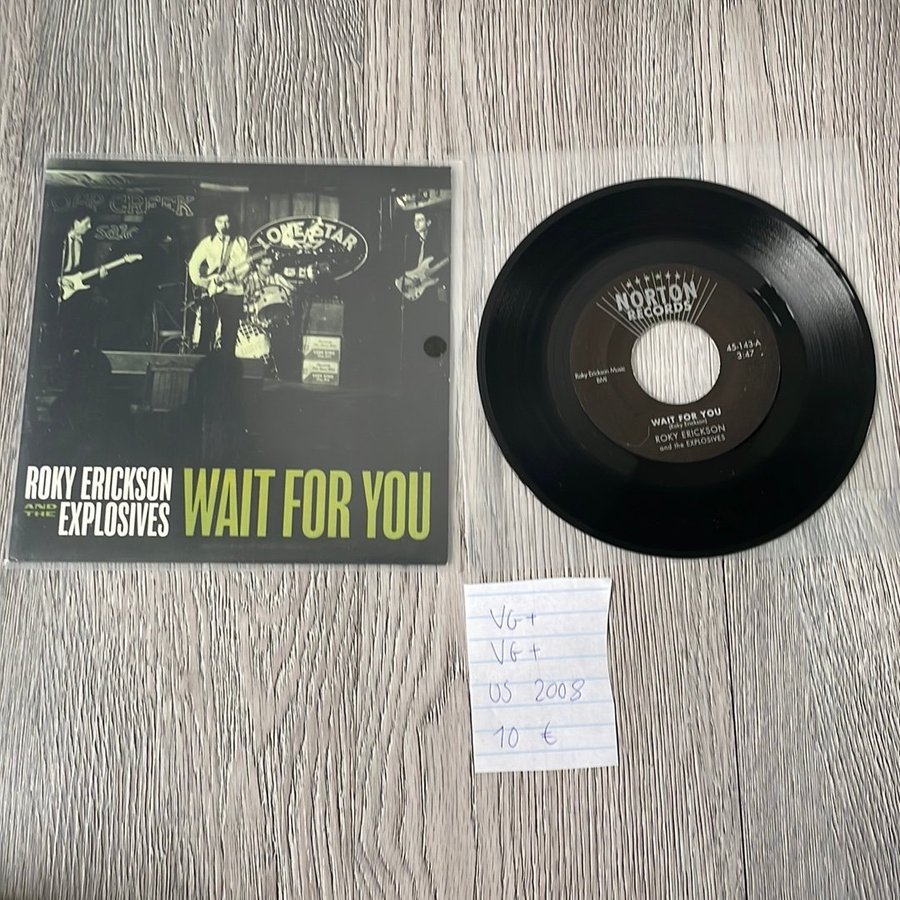 LONE STAR
ROKY ERICKSON
AND THE
EXPLOSIVES
WAIT FOR YOU
NORTON
RECORDS
45-143-A
3:47
Roky Erickson Music
BMI
WAIT FOR YOU
(Roky Erickson)
ROKY ERICKSON
and the EXPLOSIVES
VG+
VG+
US 2008
10 €